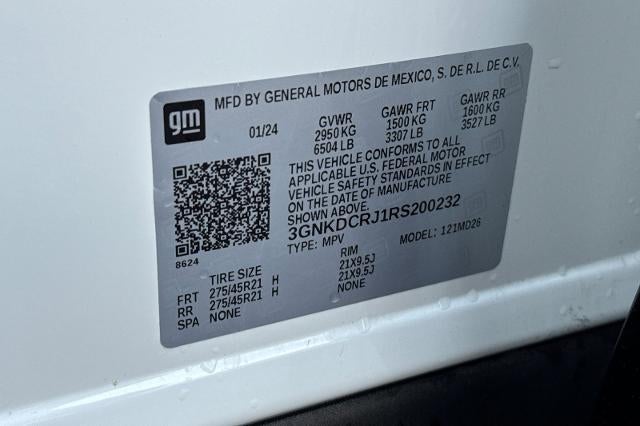 MFD BY GENERAL MOTORS DE MEXICO, S. DE R.L. DE C.V.
gm
01/24 GVWR GAWR FRT GAWR RR
2950 KG 1500 KG 1600 KG
6504 LB 3307 LB 3527 LB
THIS VEHICLE CONFORMS TO ALL
APPLICABLE U.S. FEDERAL MOTOR
VEHICLE SAFETY STANDARDS IN EFFECT
ON THE DATE OF MANUFACTURE
SHOWN ABOVE.
3GNKDCRJ1RS200232
TYPE: MPV MODEL: 121MD26
8624
TIRE SIZE RIM
FRT 275/45R21 H 21X9.5J
RR 275/45R21 H 21X9.5J
SPA NONE NONE